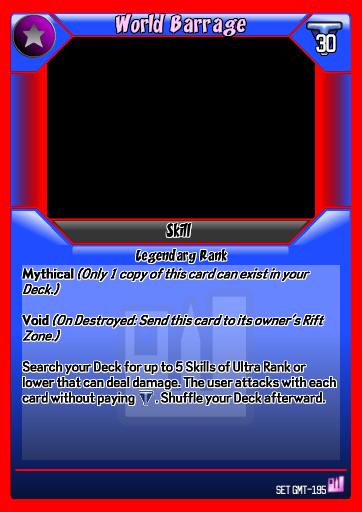 World Barrage
30
Skill
Legendary Rank
Mythical (Only 1 copy of this card can exist in your
Deck.)
Void (On Destroyed: Send this card to its owner's Rift
Zone.)
Search your Deck for up to 5 Skills of Ultra Rank or
lower that can deal damage. The user attacks with each
card without paying . Shuffle your Deck afterward.
SET GMT-195